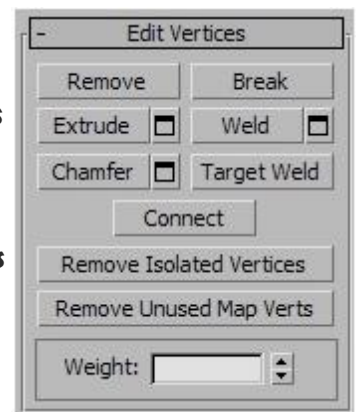 - Edit Vertices
Remove Break
Extrude Weld
Chamfer Target Weld
Connect
Remove Isolated Vertices
Remove Unused Map Verts
Weight: